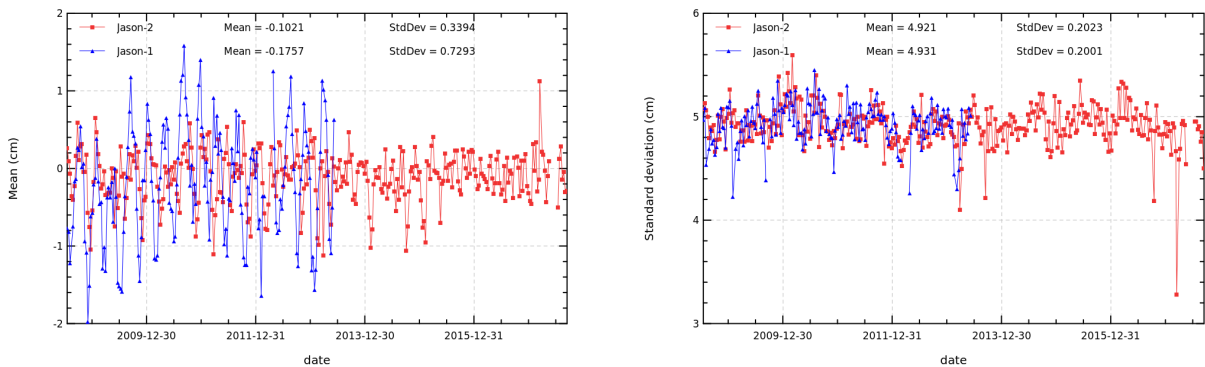 2
1
0
-1
-2
Mean (cm)
Jason-2 Mean = -0.1021 StdDev = 0.3394
Jason-1 Mean = -0.1757 StdDev = 0.7293
2009-12-30 2011-12-31 2013-12-30 2015-12-31
date
6
5
4
3
Standard deviation (cm)
Jason-2 Mean = 4.921 StdDev = 0.2023
Jason-1 Mean = 4.931 StdDev = 0.2001
2009-12-30 2011-12-31 2013-12-30 2015-12-31
date